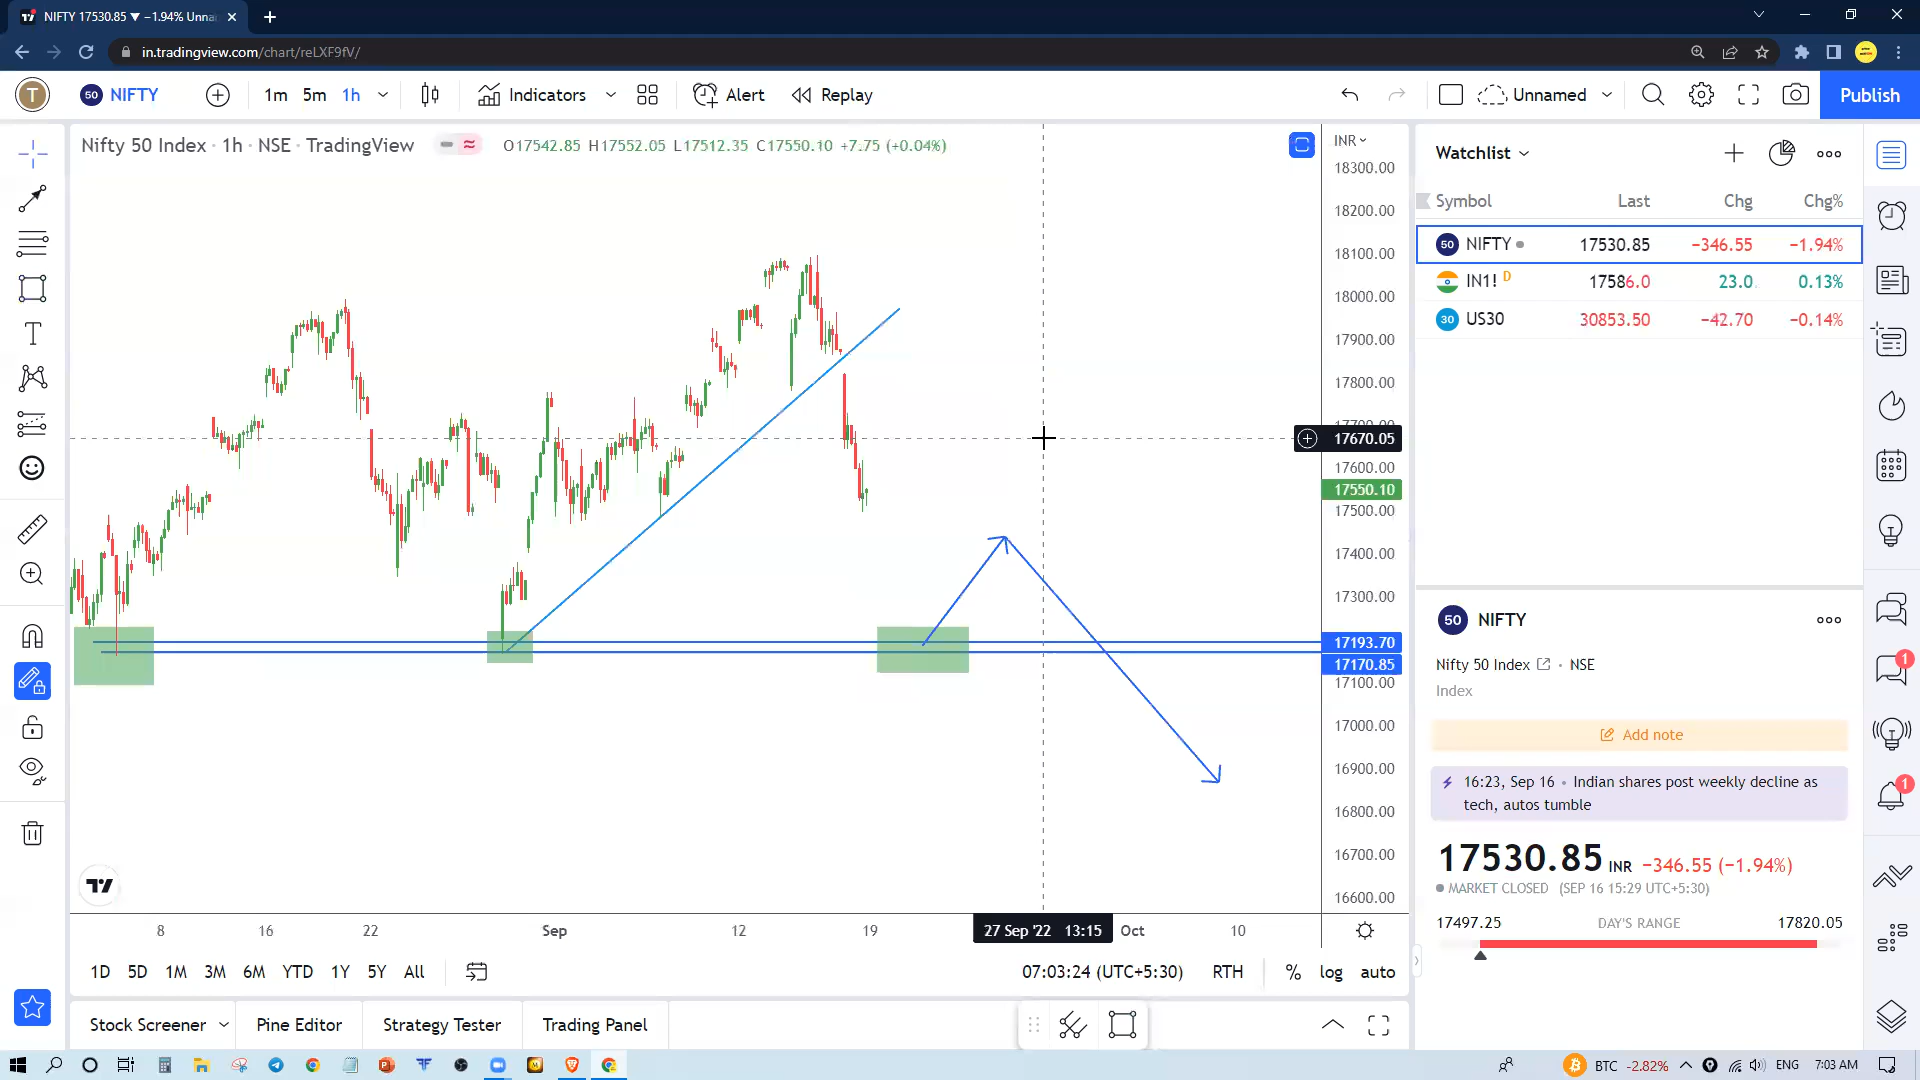 NIFTY 17530.85 ▼ −1.94% Unna
in.tradingview.com/chart/reLXF9fV/
T
50 NIFTY
1m 5m 1h
Indicators
Alert
Replay
Unnamed
Publish
Nifty 50 Index · 1h · NSE · TradingView
O17542.85 H17552.05 L17512.35 C17550.10 +7.75 (+0.04%)
INR
18300.00
18200.00
18100.00
18000.00
17900.00
17800.00
17670.05
17600.00
17550.10
17500.00
17400.00
17300.00
17193.70
17170.85
17100.00
17000.00
16900.00
16800.00
16700.00
16600.00
8 16 22 Sep 12 19 27 Sep '22 13:15 Oct 10
1D 5D 1M 3M 6M YTD 1Y 5Y All
07:03:24 (UTC+5:30) RTH % log auto
Stock Screener Pine Editor Strategy Tester Trading Panel
Watchlist
Symbol Last Chg Chg%
50 NIFTY 17530.85 −346.55 −1.94%
IN1! D 17586.0 23.0 0.13%
30 US30 30853.50 −42.70 −0.14%
50 NIFTY
Nifty 50 Index · NSE
Index
Add note
16:23, Sep 16 · Indian shares post weekly decline as
tech, autos tumble
17530.85 INR −346.55 (−1.94%)
MARKET CLOSED (SEP 16 15:29 UTC+5:30)
17497.25 DAY'S RANGE 17820.05
1
1
BTC -2.82% ENG 7:03 AM